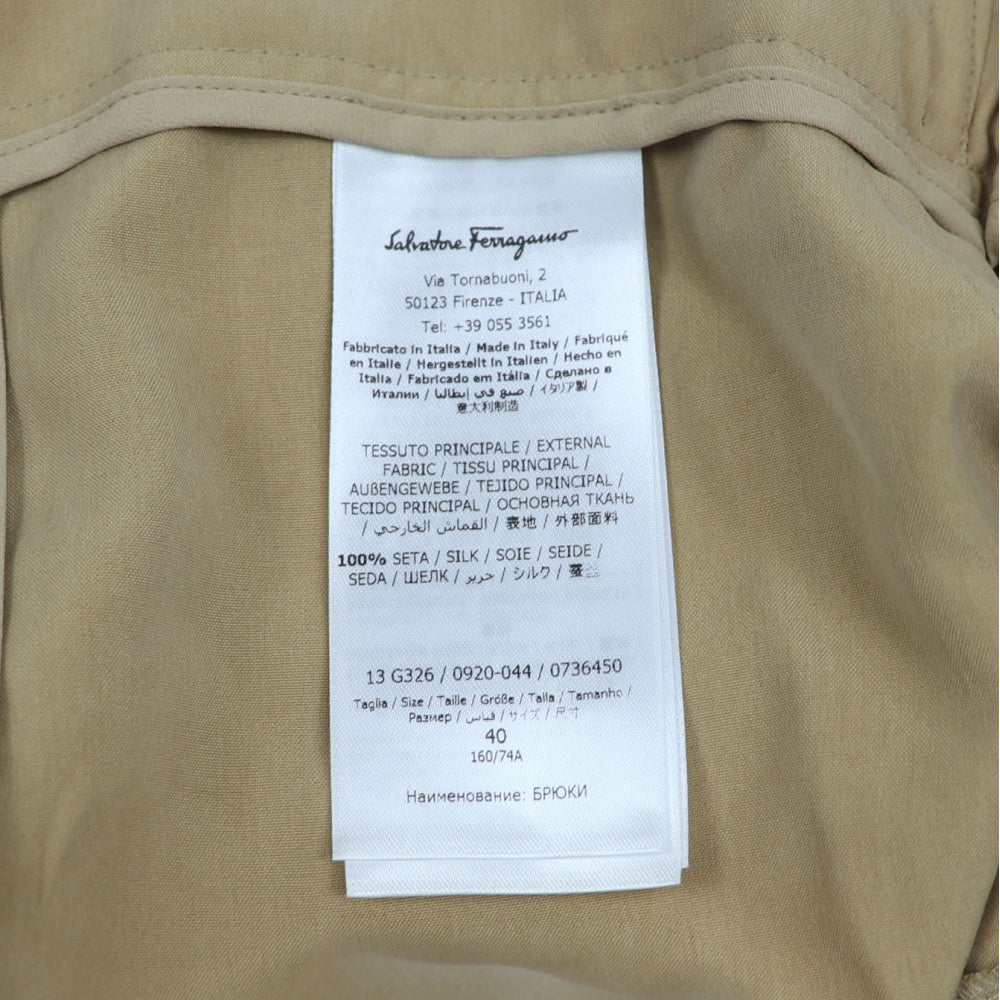 Salvatore Ferragamo
Via Tornabuoni, 2
50123 Firenze - ITALIA
Tel: +39 055 3561
Fabbricato in Italia / Made in Italy / Fabriqué
en Italie / Hergestellt in Italien / Hecho en
Italia / Fabricado em Itália / Сделано в
Италии / صنع في إيطاليا / イタリア製 /
意大利制造
TESSUTO PRINCIPALE / EXTERNAL
FABRIC / TISSU PRINCIPAL /
AUßENGEWEBE / TEJIDO PRINCIPAL /
TECIDO PRINCIPAL / ОСНОВНАЯ ТКАНЬ
/ القماش الخارجي / 表地 / 外部面料
100% SETA / SILK / SOIE / SEIDE /
SEDA / ШЕЛК / حرير / シルク /
13 G326 / 0920-044 / 0736450
Taglia / Size / Taille / Größe / Talla / Tamanho /
Размер / قياس / サイズ / 尺寸
40
160/74A
Наименование: БРЮКИ